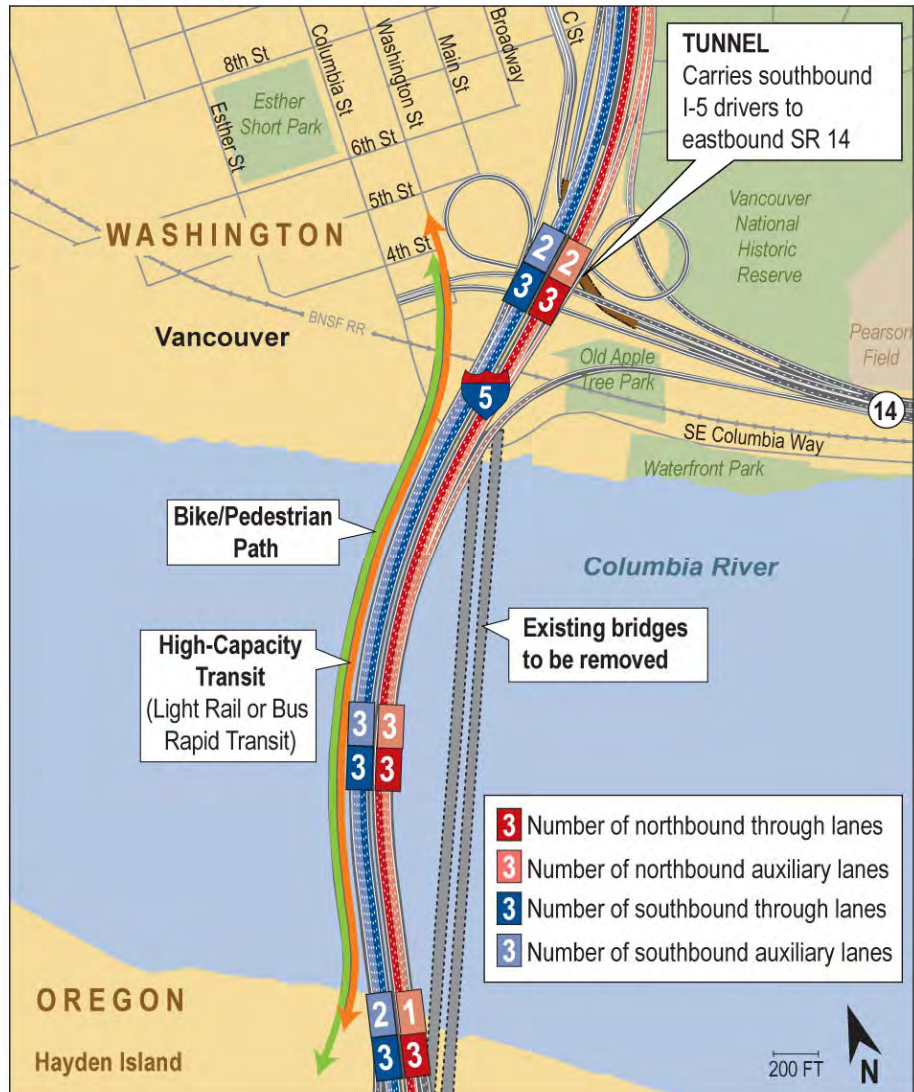 8th St
Columbia St
Washington St
Main St
Broadway
C St
TUNNEL
Carries southbound
I-5 drivers to
eastbound SR 14
Esther
Short Park
Esther St
6th St
5th St
4th St
WASHINGTON
Vancouver
National
Historic
Reserve
2
2
3
3
BNSF RR
Vancouver
Pearson
Field
Old Apple
Tree Park
5
14
SE Columbia Way
Waterfront Park
Bike/Pedestrian
Path
Columbia River
High-Capacity
Transit
(Light Rail or Bus
Rapid Transit)
Existing bridges
to be removed
3
3
3
3
3 Number of northbound through lanes
3 Number of northbound auxiliary lanes
3 Number of southbound through lanes
3 Number of southbound auxiliary lanes
OREGON
Hayden Island
2
1
3
3
200 FT
N